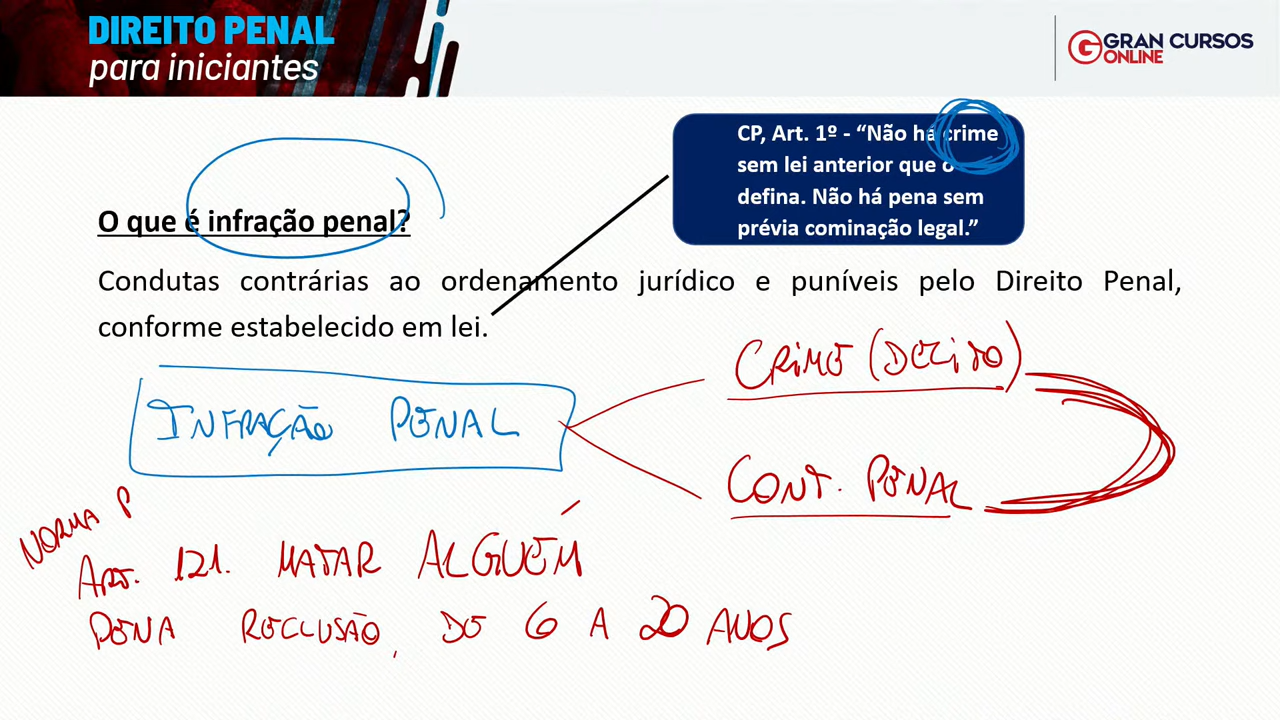 DIREITO PENAL
para iniciantes
GRAN CURSOS
ONLINE
CP, Art. 1º - “Não há crime
sem lei anterior que o
defina. Não há pena sem
prévia cominação legal.”
O que é infração penal?
Condutas contrárias ao ordenamento jurídico e puníveis pelo Direito Penal,
conforme estabelecido em lei.
CRIME (DELITO)
INFRAÇÃO PENAL
CONT. PENAL
NORMA P
ART. 121. MATAR ALGUÉM
PENA RECLUSÃO, DE 6 A 20 ANOS